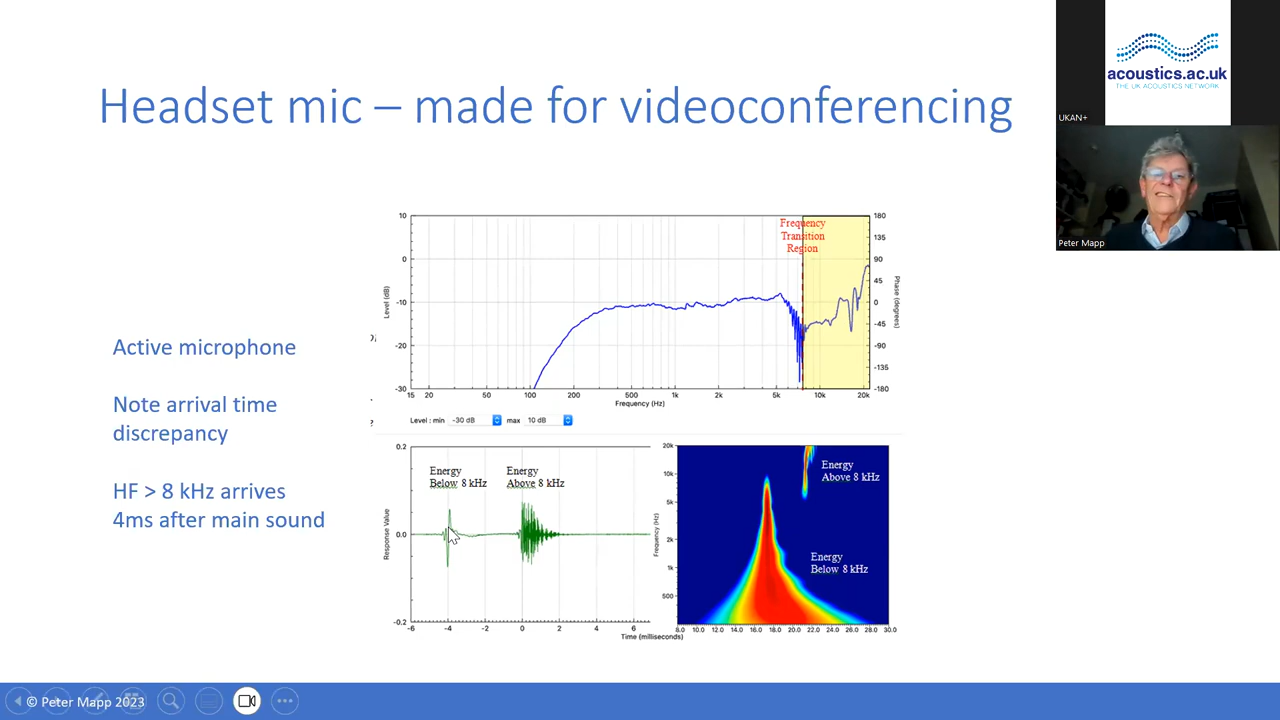 Headset mic – made for videoconferencing
acoustics.ac.uk
THE UK ACOUSTICS NETWORK
UKAN+
Peter Mapp
Active microphone
Note arrival time
discrepancy
HF > 8 kHz arrives
4ms after main sound
Frequency
Transition
Region
10
0
-10
-20
-30
Level (dB)
180
135
90
45
0
-45
-90
-135
-180
Phase (degrees)
15 20 50 100 200 500 1k 2k 5k 10k 20k
Frequency (Hz)
Level : min -30 dB max 10 dB
Energy
Below 8 kHz
Energy
Above 8 kHz
0.2
0.0
-0.2
Response Value
-6 -4 -2 0 2 4 6
Time (milliseconds)
20k
10k
5k
2k
1k
500
Frequency (Hz)
Energy
Above 8 kHz
Energy
Below 8 kHz
8.0 10.0 12.0 14.0 16.0 18.0 20.0 22.0 24.0 26.0 28.0 30.0
© Peter Mapp 2023